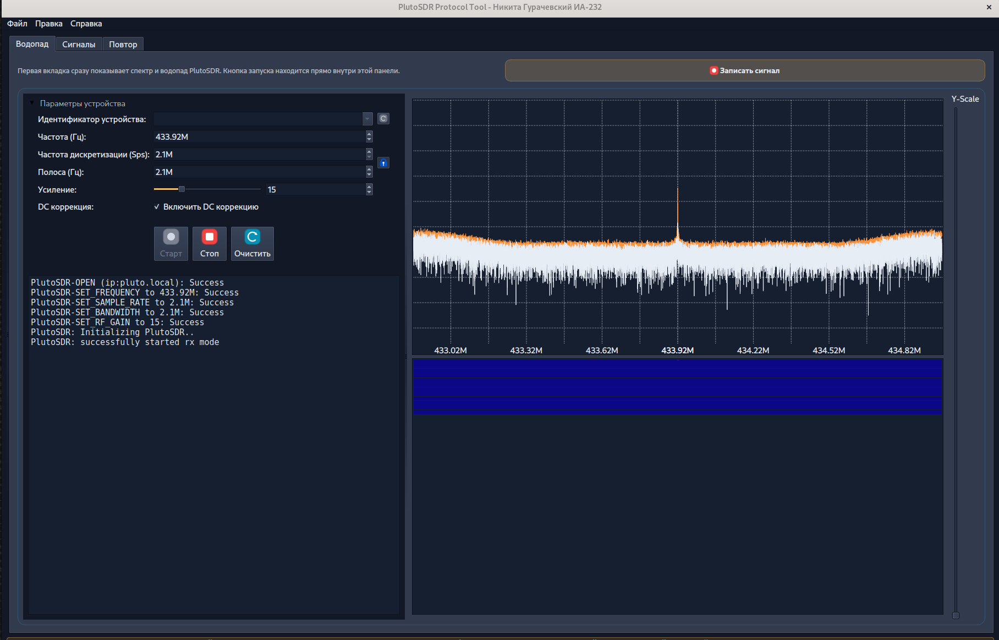 PlutoSDR Protocol Tool - Никита Гурачевский ИА-232
Файл Правка Справка
Водопад Сигналы Повтор
Первая вкладка сразу показывает спектр и водопад PlutoSDR. Кнопка запуска находится прямо внутри этой панели.
Записать сигнал
Параметры устройства
Идентификатор устройства:
Частота (Гц): 433.92M
Частота дискретизации (Sps): 2.1M
Полоса (Гц): 2.1M
Усиление: 15
DC коррекция: Включить DC коррекцию
Старт Стоп Очистить
PlutoSDR-OPEN (ip:pluto.local): Success
PlutoSDR-SET_FREQUENCY to 433.92M: Success
PlutoSDR-SET_SAMPLE_RATE to 2.1M: Success
PlutoSDR-SET_BANDWIDTH to 2.1M: Success
PlutoSDR-SET_RF_GAIN to 15: Success
PlutoSDR: Initializing PlutoSDR..
PlutoSDR: successfully started rx mode
Y-Scale
433.02M 433.32M 433.62M 433.92M 434.22M 434.52M 434.82M